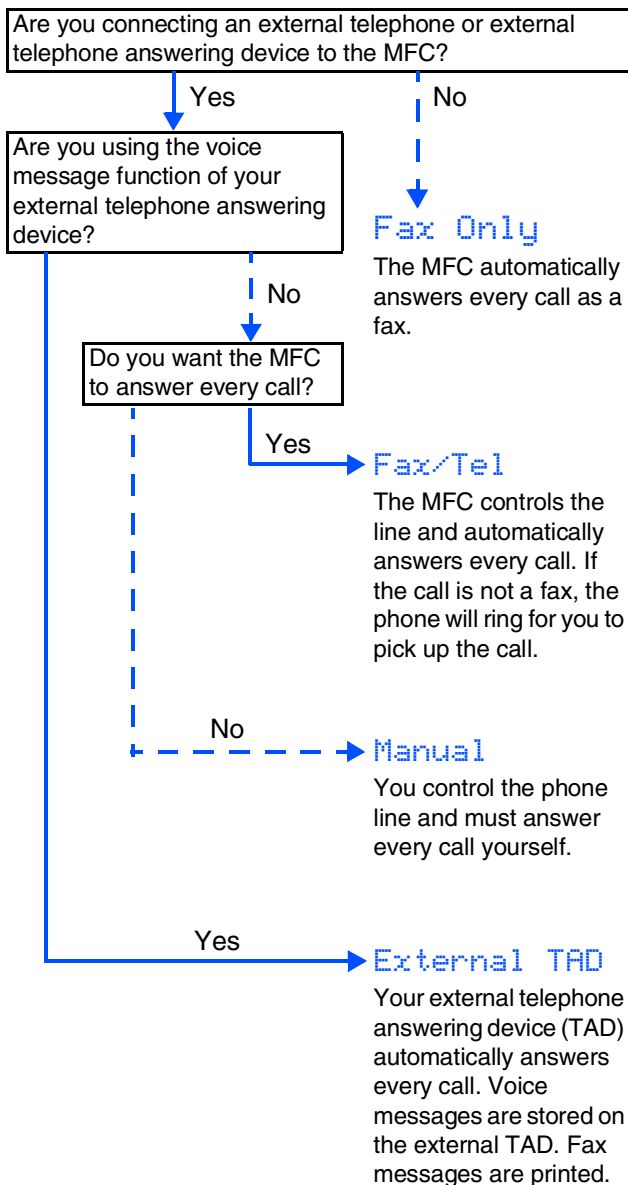 Are you connecting an external telephone or external
telephone answering device to the MFC?
Yes
No
Are you using the voice
message function of your
external telephone answering
device?
Fax Only
The MFC automatically
answers every call as a
fax.
No
Do you want the MFC
to answer every call?
Yes
Fax/Tel
The MFC controls the
line and automatically
answers every call. If
the call is not a fax, the
phone will ring for you to
pick up the call.
No
Manual
You control the phone
line and must answer
every call yourself.
Yes
External TAD
Your external telephone
answering device (TAD)
automatically answers
every call. Voice
messages are stored on
the external TAD. Fax
messages are printed.